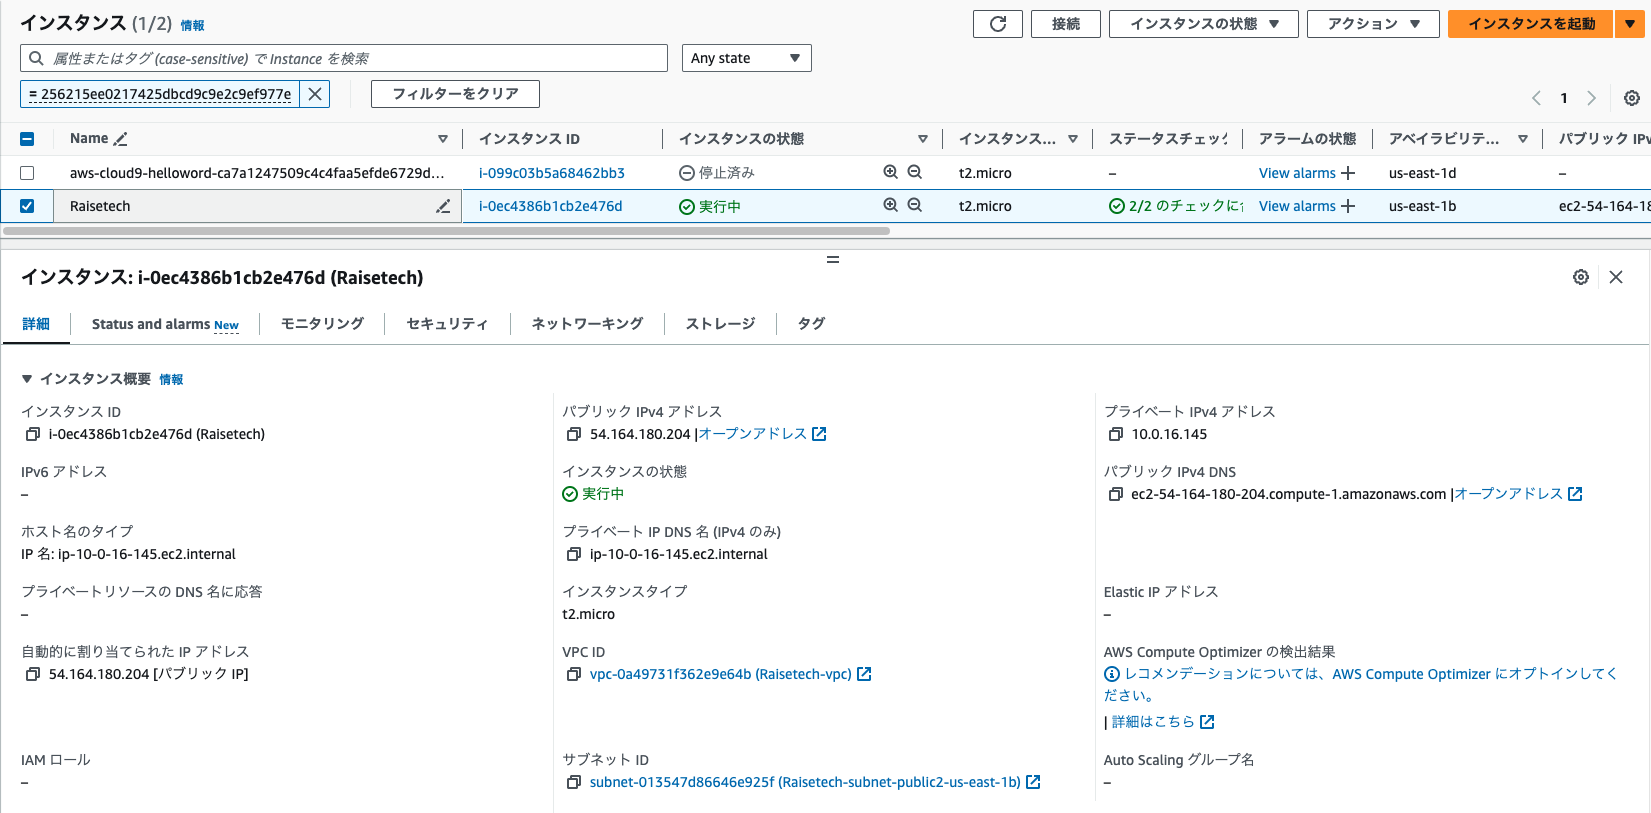 インスタンス (1/2) 情報
接続
インスタンスの状態
アクション
インスタンスを起動
属性またはタグ (case-sensitive) で Instance を検索
Any state
= 256215ee0217425dbcd9c9e2c9ef977e
フィルターをクリア
1
Name インスタンス ID インスタンスの状態 インスタンス... ステータスチェック アラームの状態 アベイラビリテ... パブリック IPv
aws-cloud9-helloword-ca7a1247509c4c4faa5efde6729d... i-099c03b5a68462bb3 停止済み t2.micro – View alarms us-east-1d –
Raisetech i-0ec4386b1cb2e476d 実行中 t2.micro 2/2 のチェックに View alarms us-east-1b ec2-54-164-18
インスタンス: i-0ec4386b1cb2e476d (Raisetech)
詳細 Status and alarms New モニタリング セキュリティ ネットワーキング ストレージ タグ
インスタンス概要 情報
インスタンス ID
i-0ec4386b1cb2e476d (Raisetech)
パブリック IPv4 アドレス
54.164.180.204 |オープンアドレス
プライベート IPv4 アドレス
10.0.16.145
IPv6 アドレス
–
インスタンスの状態
実行中
パブリック IPv4 DNS
ec2-54-164-180-204.compute-1.amazonaws.com |オープンアドレス
ホスト名のタイプ
IP 名: ip-10-0-16-145.ec2.internal
プライベート IP DNS 名 (IPv4 のみ)
ip-10-0-16-145.ec2.internal
プライベートリソースの DNS 名に応答
–
インスタンスタイプ
t2.micro
Elastic IP アドレス
–
自動的に割り当てられた IP アドレス
54.164.180.204 [パブリック IP]
VPC ID
vpc-0a49731f362e9e64b (Raisetech-vpc)
AWS Compute Optimizer の検出結果
レコメンデーションについては、AWS Compute Optimizer にオプトインしてく
ださい。
| 詳細はこちら
IAM ロール
–
サブネット ID
subnet-013547d86646e925f (Raisetech-subnet-public2-us-east-1b)
Auto Scaling グループ名
–